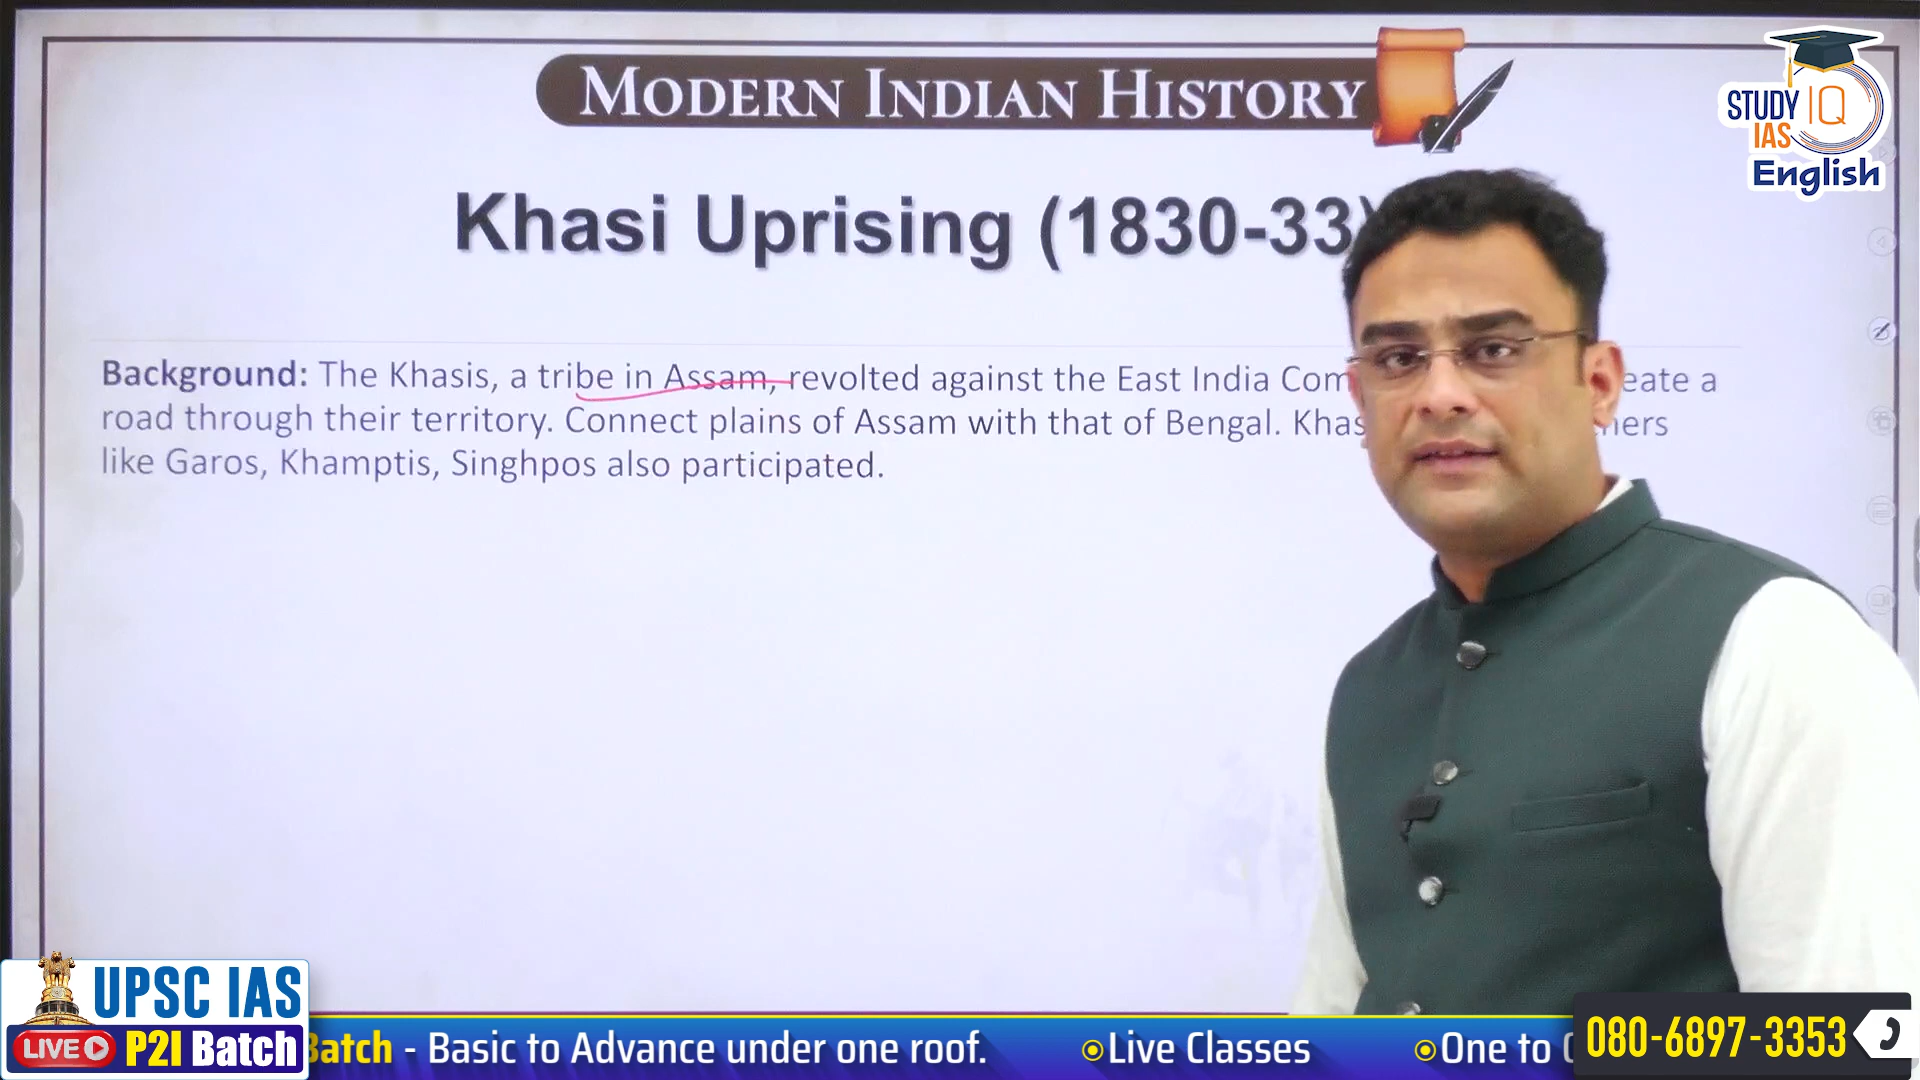 MODERN INDIAN HISTORY
STUDY IQ
IAS
English
Khasi Uprising (1830-33)
Background: The Khasis, a tribe in Assam, revolted against the East India Com eate a
road through their territory. Connect plains of Assam with that of Bengal. Khas hers
like Garos, Khamptis, Singhpos also participated.
UPSC IAS
LIVE P2I Batch
Batch - Basic to Advance under one roof. Live Classes One to
080-6897-3353